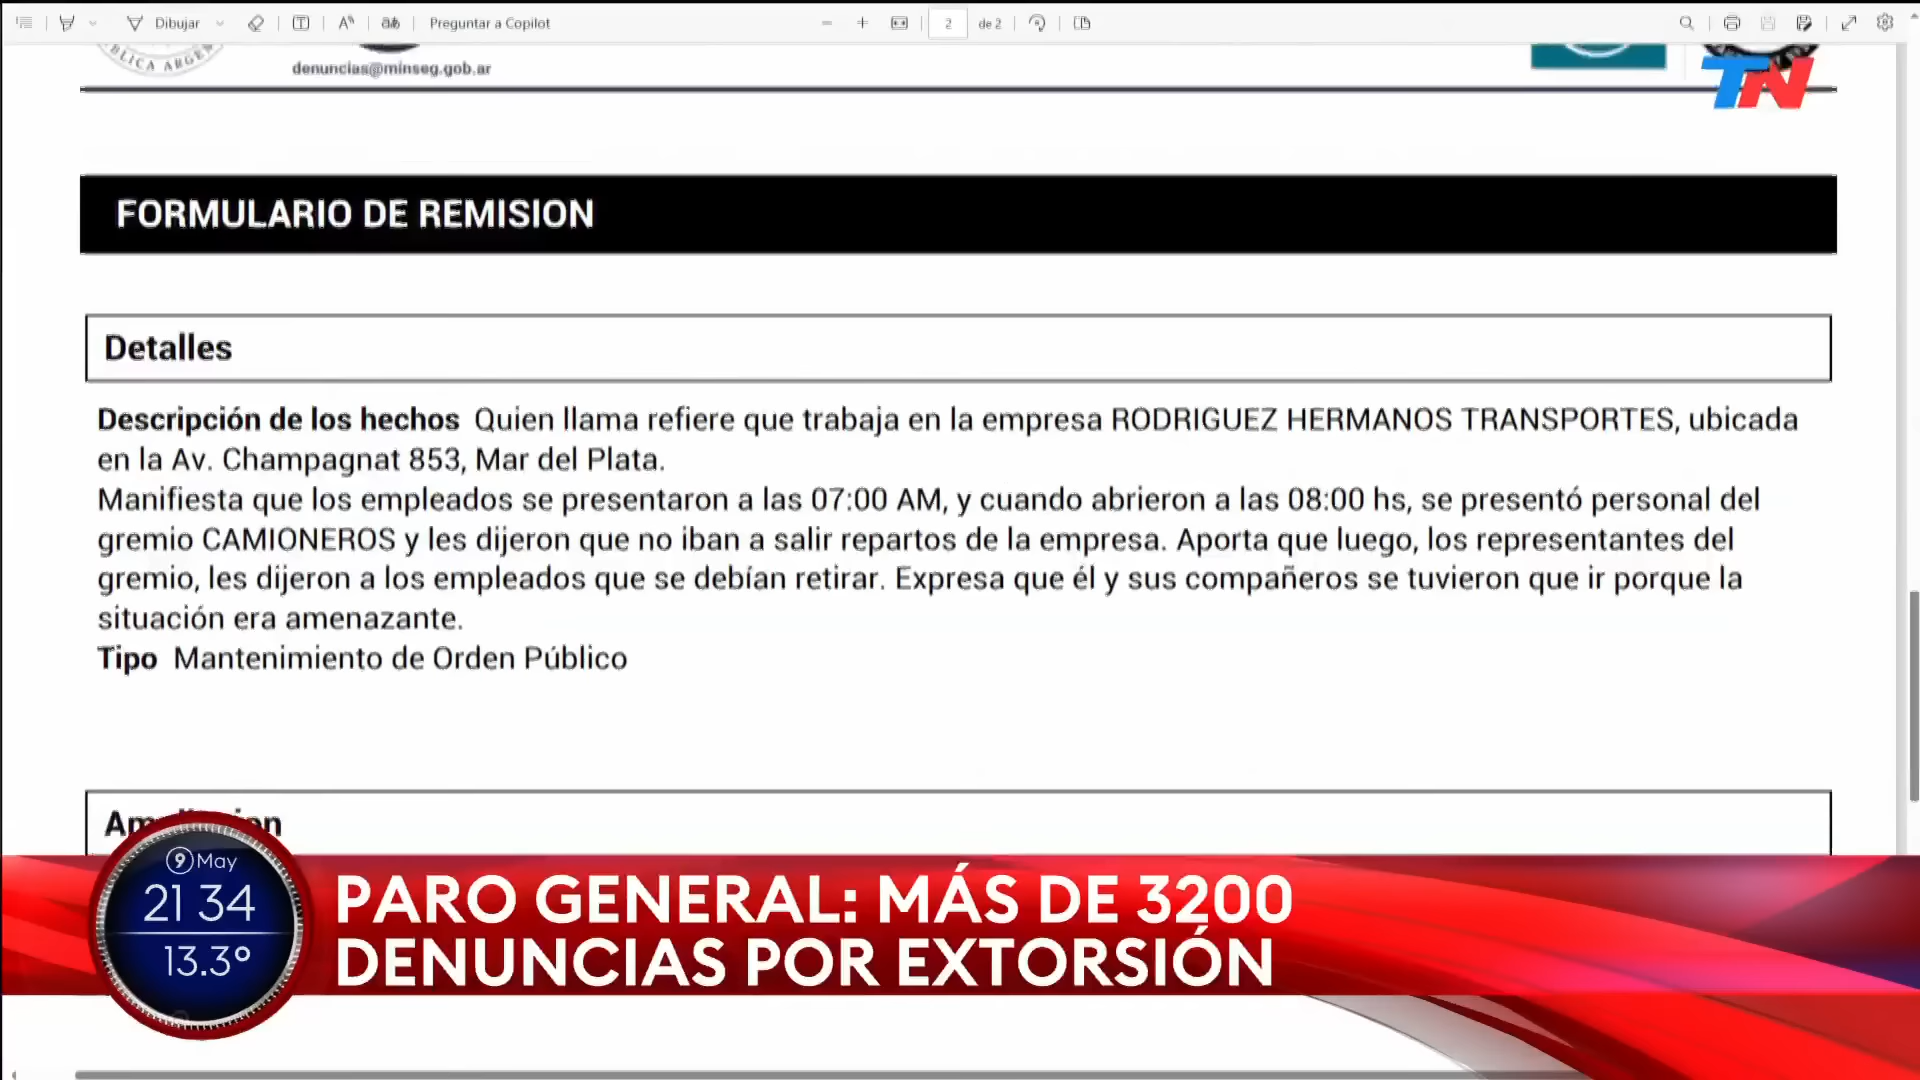 Dibujar
Preguntar a Copilot
2 de 2
BLICA ARGE
denuncias@minseg.gob.ar
TN
FORMULARIO DE REMISION
Detalles
Descripción de los hechos Quien llama refiere que trabaja en la empresa RODRIGUEZ HERMANOS TRANSPORTES, ubicada
en la Av. Champagnat 853, Mar del Plata.
Manifiesta que los empleados se presentaron a las 07:00 AM, y cuando abrieron a las 08:00 hs, se presentó personal del
gremio CAMIONEROS y les dijeron que no iban a salir repartos de la empresa. Aporta que luego, los representantes del
gremio, les dijeron a los empleados que se debían retirar. Expresa que él y sus compañeros se tuvieron que ir porque la
situación era amenazante.
Tipo Mantenimiento de Orden Público
9 May
21 34
13.3°
PARO GENERAL: MÁS DE 3200
DENUNCIAS POR EXTORSIÓN